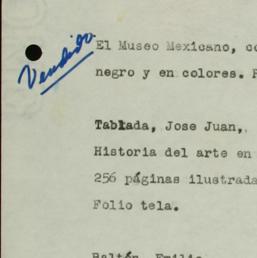 Vendido.
El Museo Mexicano, co
negro y en colores. F
Tablada, Jose Juan,.
Historia del arte en
256 páginas ilustrada
Folio tela.